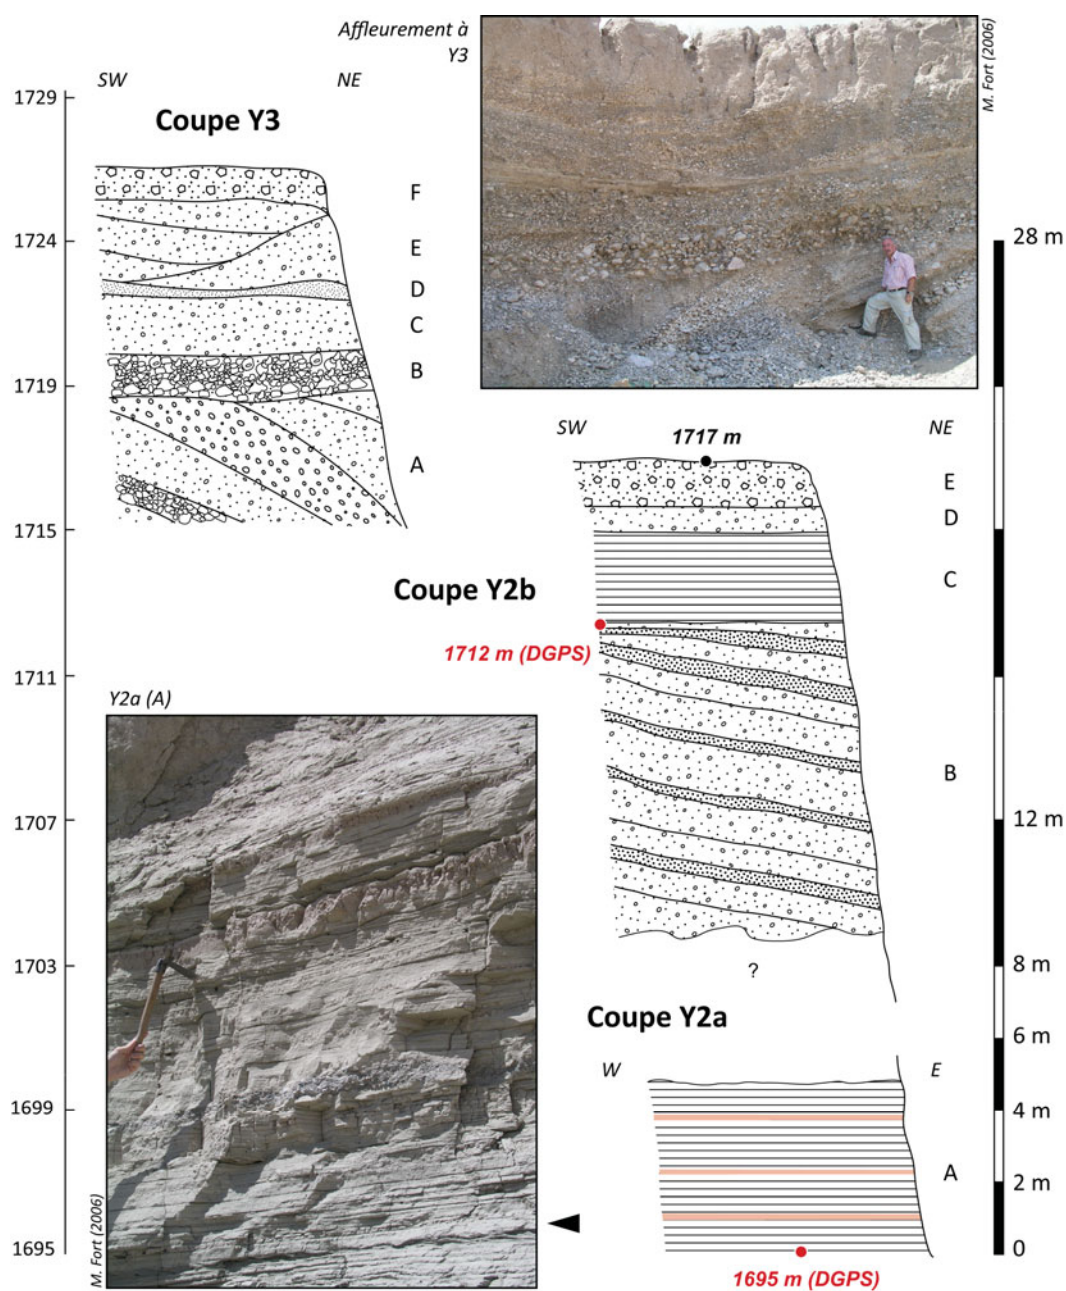 Affleurement à
Y3
M. Fort (2006)
SW
NE
1729
Coupe Y3
F
1724
E
28 m
D
C
B
1719
SW
1717 m
NE
A
E
D
1715
Coupe Y2b
C
1712 m (DGPS)
1711
Y2a (A)
B
1707
12 m
1703
?
8 m
Coupe Y2a
6 m
W
E
1699
4 m
A
2 m
M. Fort (2006)
1695
0
1695 m (DGPS)